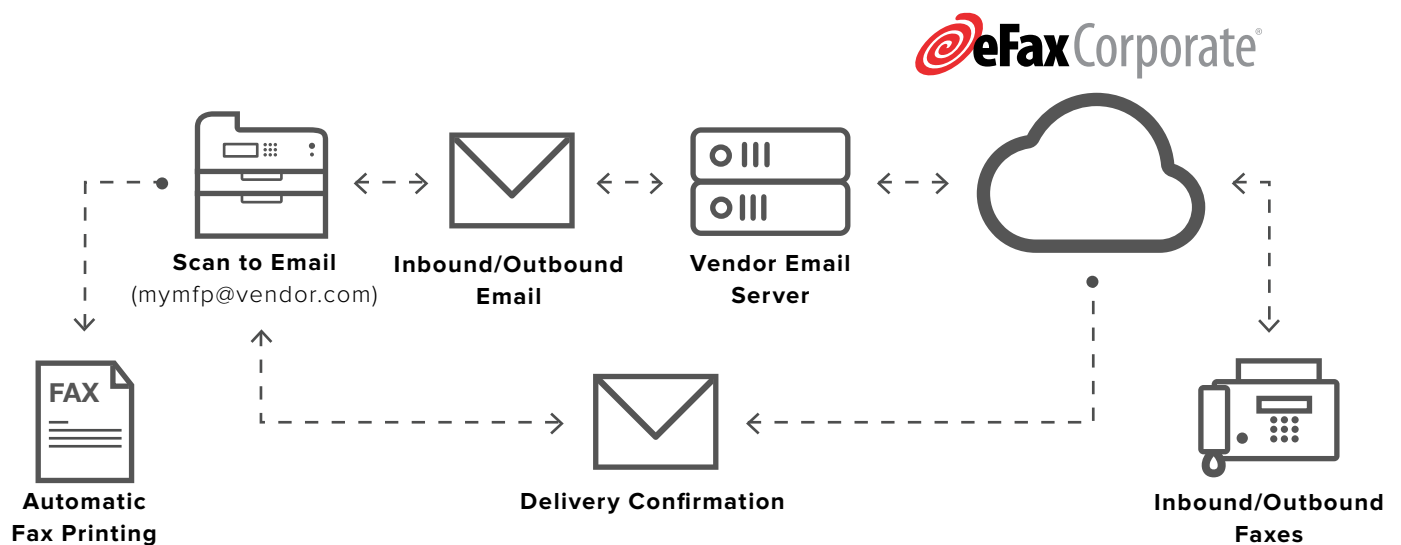 eFax Corporate®
Scan to Email
(mymfp@vendor.com)
Inbound/Outbound
Email
Vendor Email
Server
FAX
Automatic
Fax Printing
Delivery Confirmation
Inbound/Outbound
Faxes